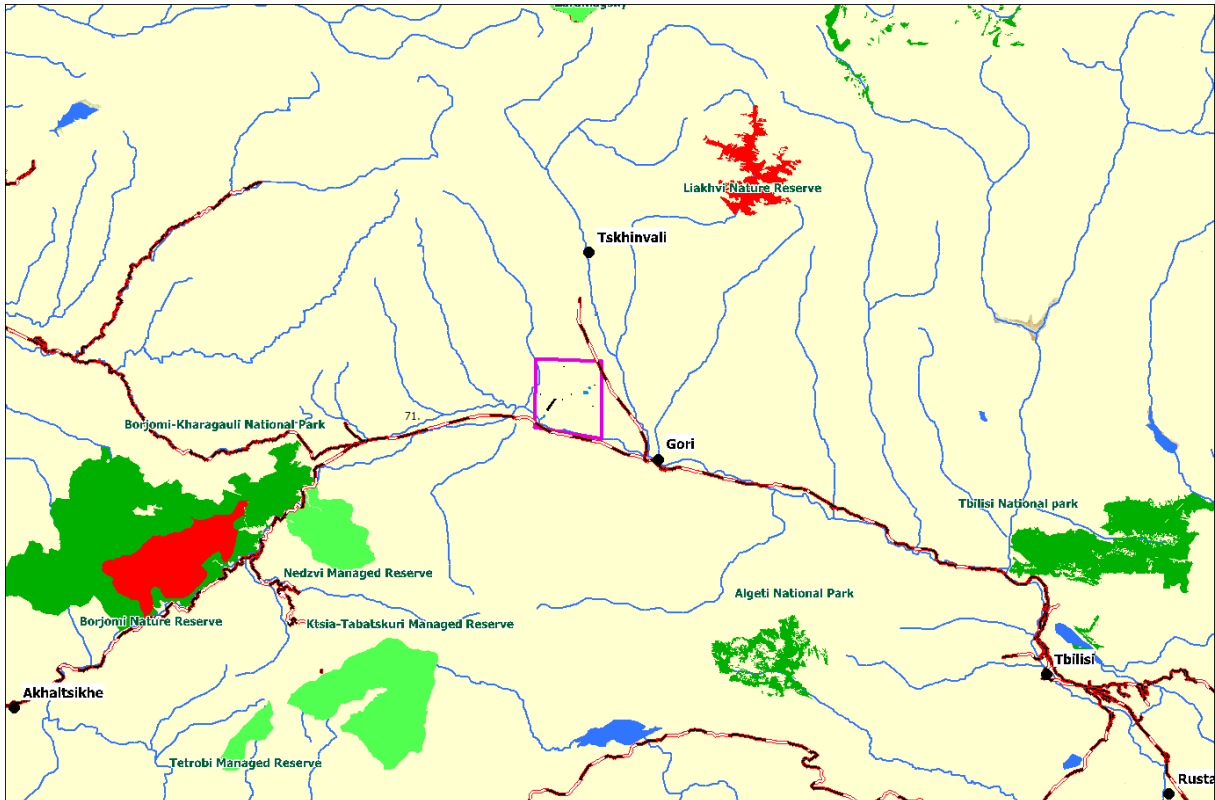 Liakhvi Nature Reserve
Tskhinvali
71.
Borjomi-Kharagauli National Park
Gori
Tbilisi National park
Nedzvi Managed Reserve
Algeti National Park
Borjomi Nature Reserve
Ktsia-Tabatskuri Managed Reserve
Tbilisi
Akhaltsikhe
Tetrobi Managed Reserve
Rusta